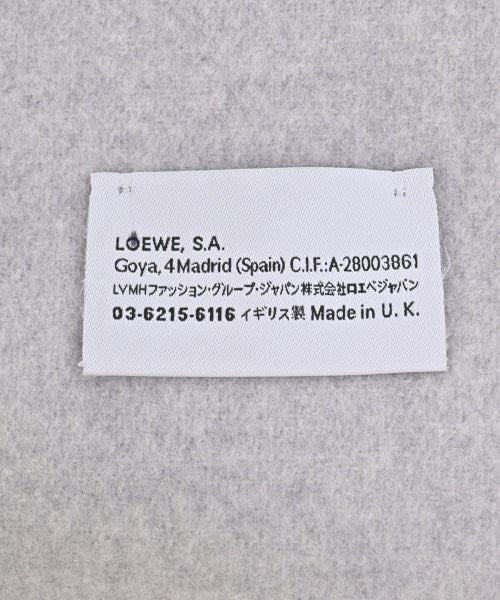 LOEWE, S.A.
Goya, 4 Madrid (Spain) C.I.F.:A-28003861
LVMHファッション・グループ・ジャパン株式会社ロエベジャパン
03-6215-6116 イギリス製 Made in U. K.